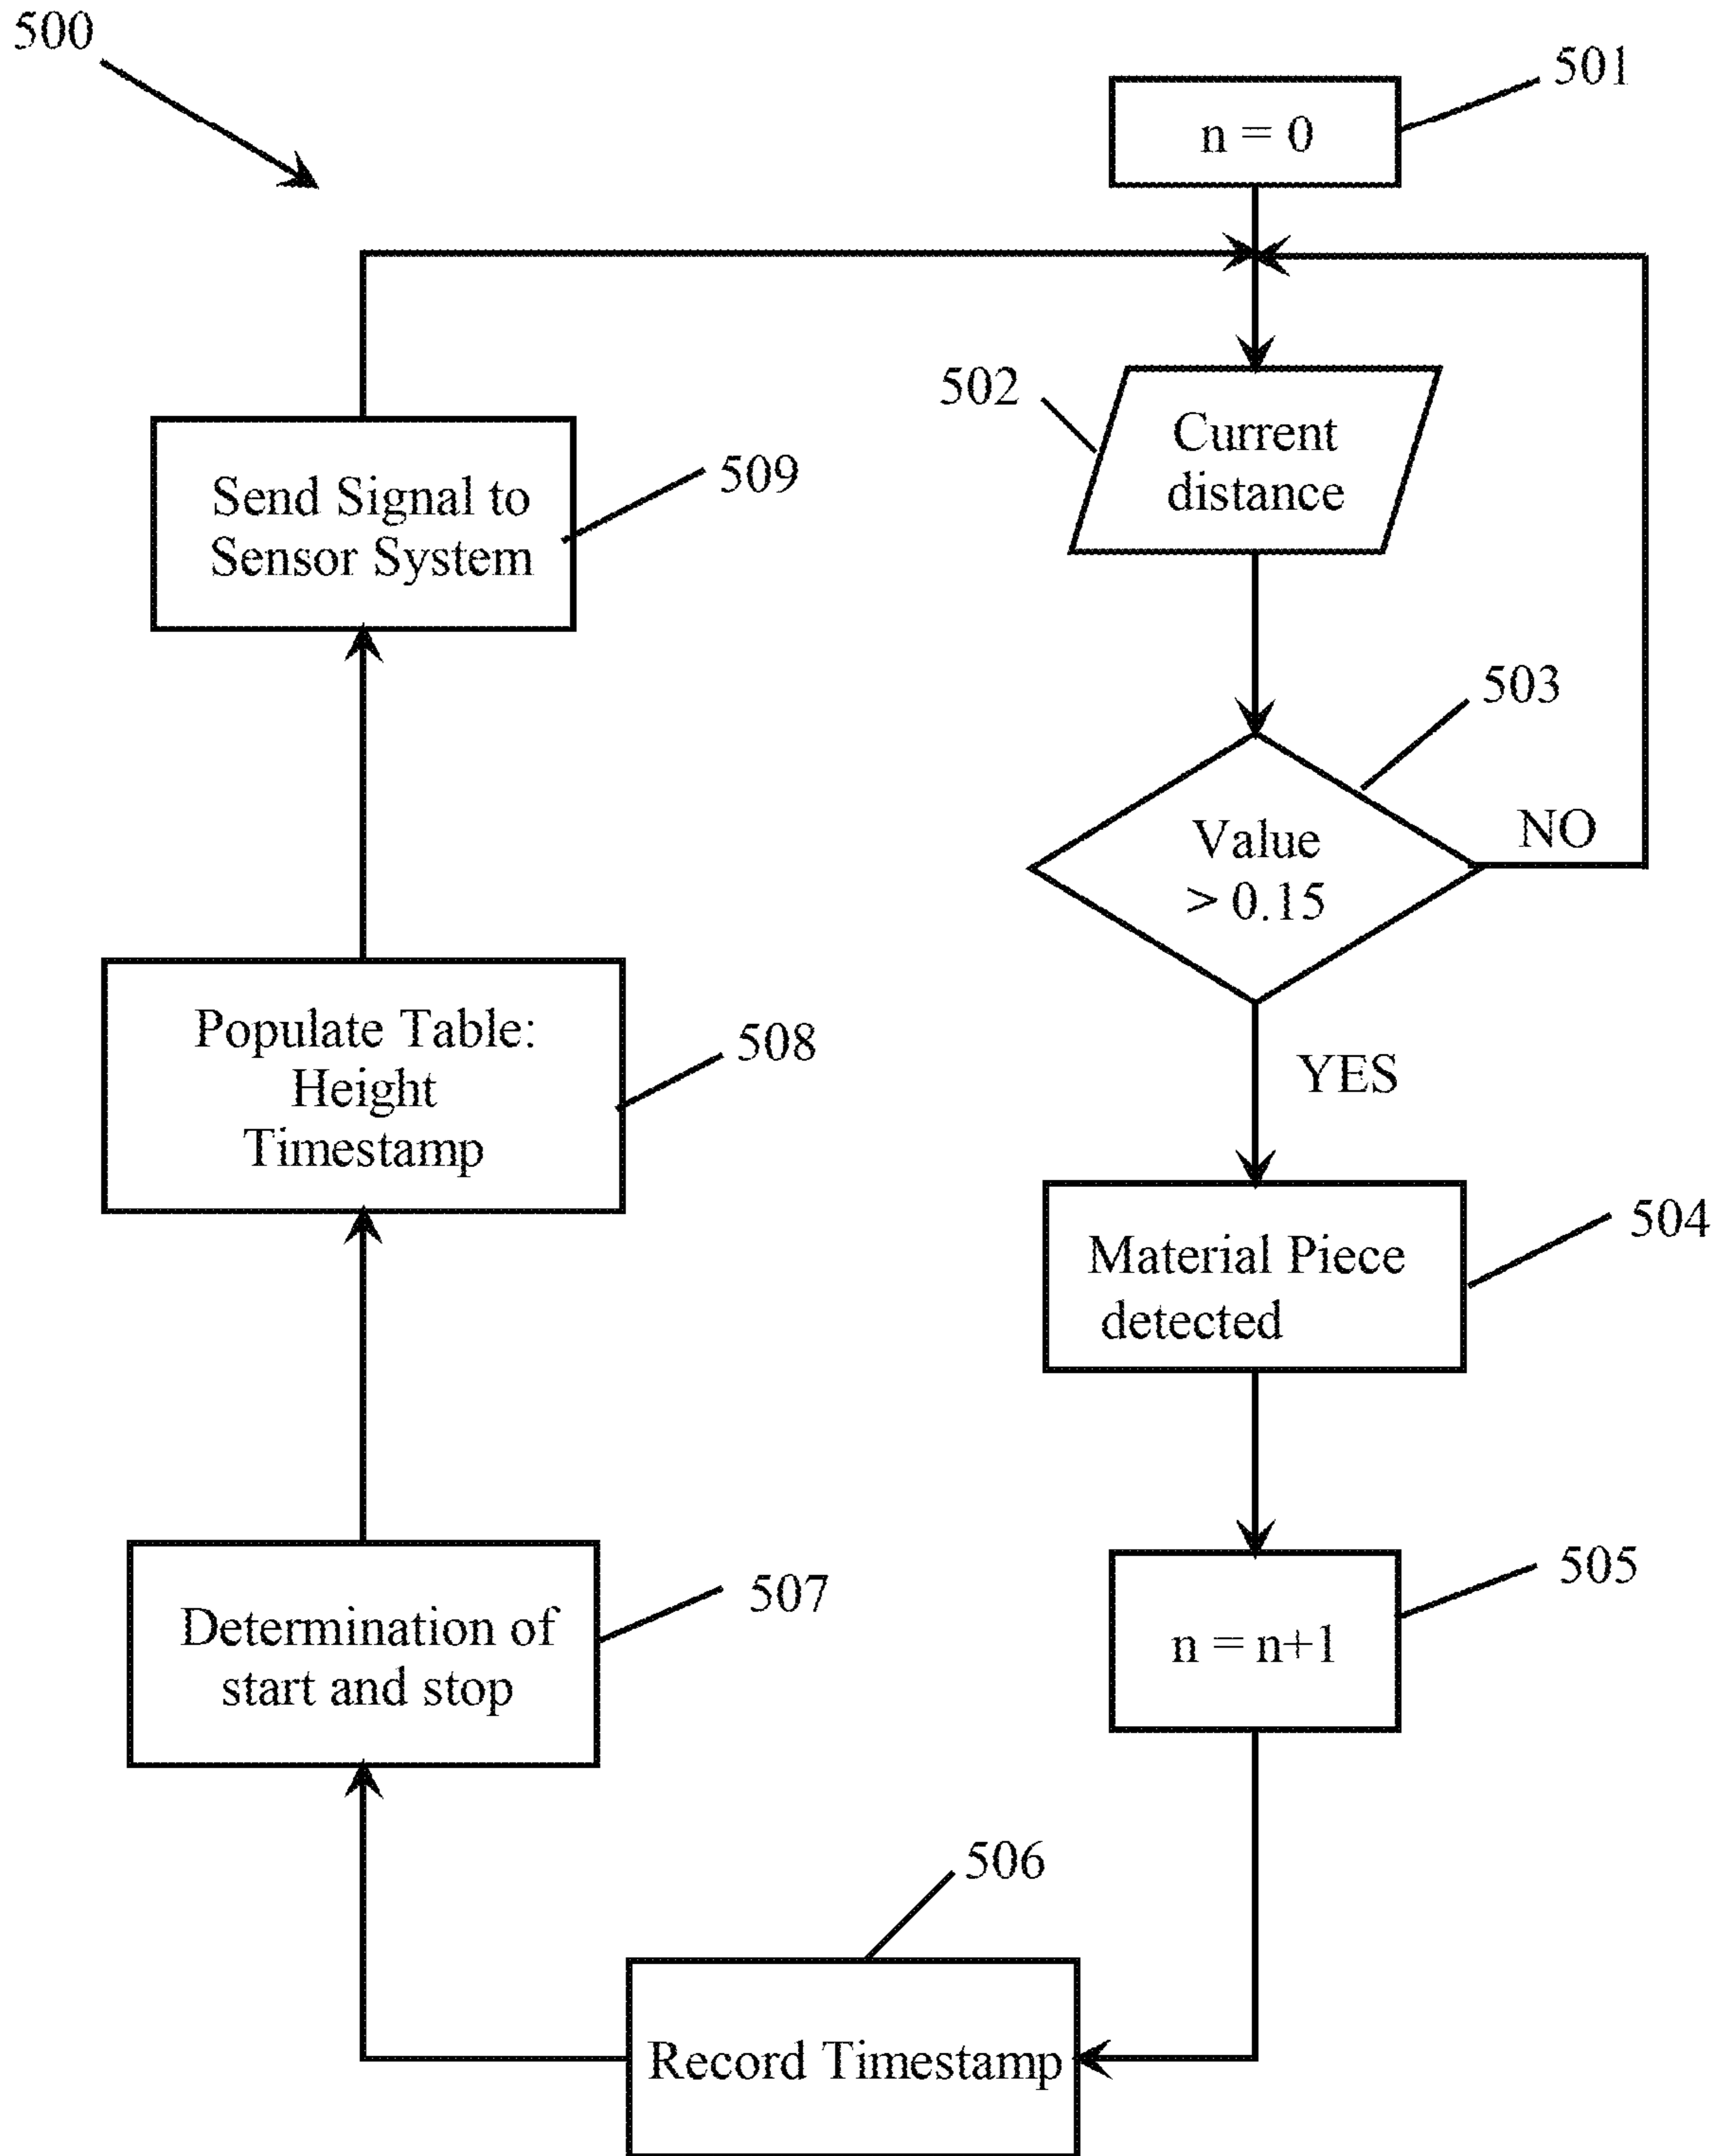 500
501
n = 0
502
Current
distance
503
Value
> 0.15
NO
YES
504
Material Piece
detected
505
n = n+1
506
Record Timestamp
507
Determination of
start and stop
508
Populate Table:
Height
Timestamp
509
Send Signal to
Sensor System